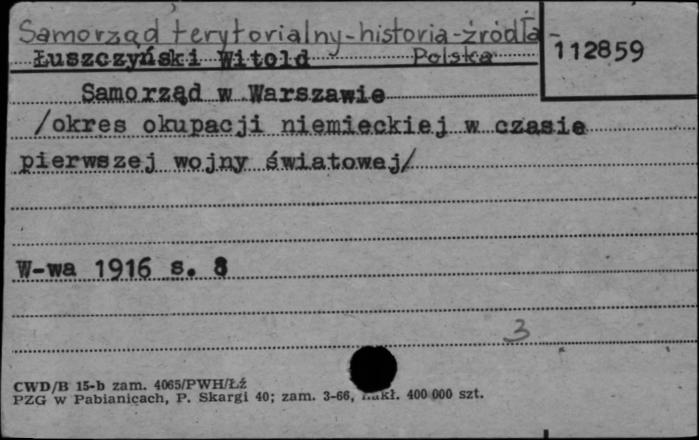 Samorząd terytorialny-historia-źródła-
Łuszczyński Witold Polska
112859
Samorząd w Warszawie
/okres okupacji niemieckiej w czasie
pierwszej wojny światowej/
W-wa 1916 s. 8
3
CWD/B 15-b zam. 4065/PWH/Łź
PZG w Pabianicach, P. Skargi 40; zam. 3-66, nakł. 400 000 szt.